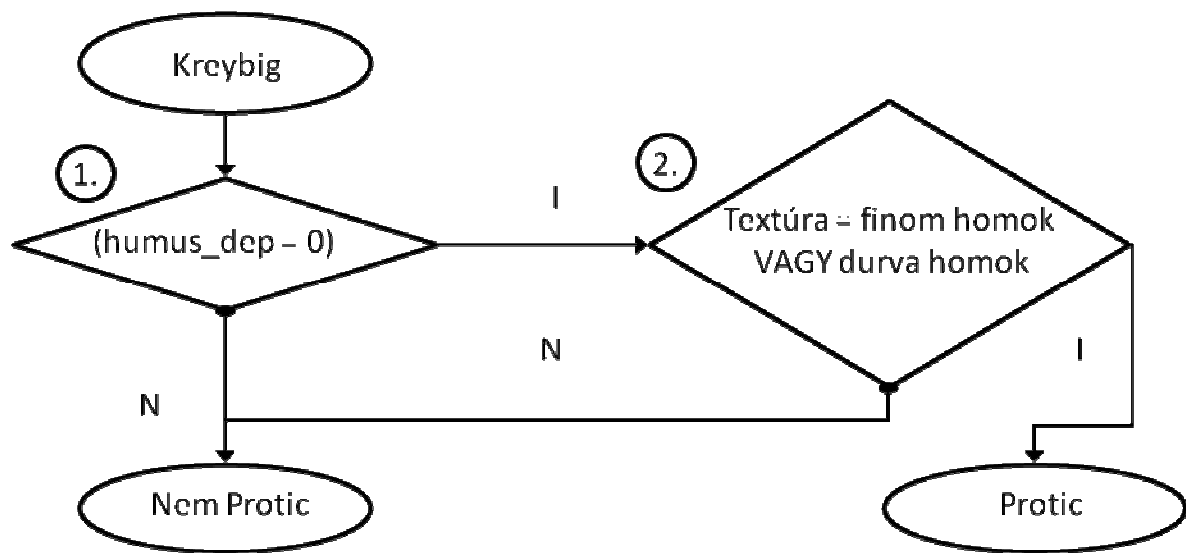 Kreybig
1.
(humus_dep = 0)
I
2.
Textúra = finom homok
VAGY durva homok
N
I
N
Nem Protic
Protic